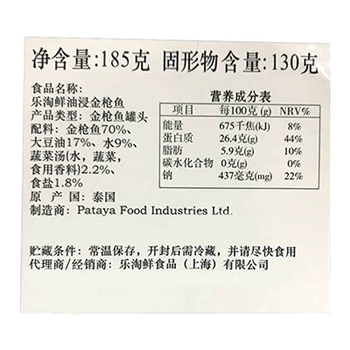 净含量:185克 固形物含量:130克
食品名称:
乐淘鲜油浸金枪鱼
产品类型: 金枪鱼罐头
配料: 金枪鱼70%,
大豆油17%, 水9%,
蔬菜汤(水, 蔬菜,
食用香料)2.2%,
食盐1.8%
原 产 国: 泰国
制造商: Pataya Food Industries Ltd.
营养成分表
项目 每100克(g) NRV%
能量 675千焦(kJ) 8%
蛋白质 26.4克(g) 44%
脂肪 5.9克(g) 10%
碳水化合物 0克(g) 0%
钠 437毫克(mg) 22%
贮藏条件: 常温保存, 开封后需冷藏, 并请尽快食用
代理商/经销商: 乐淘鲜食品(上海)有限公司